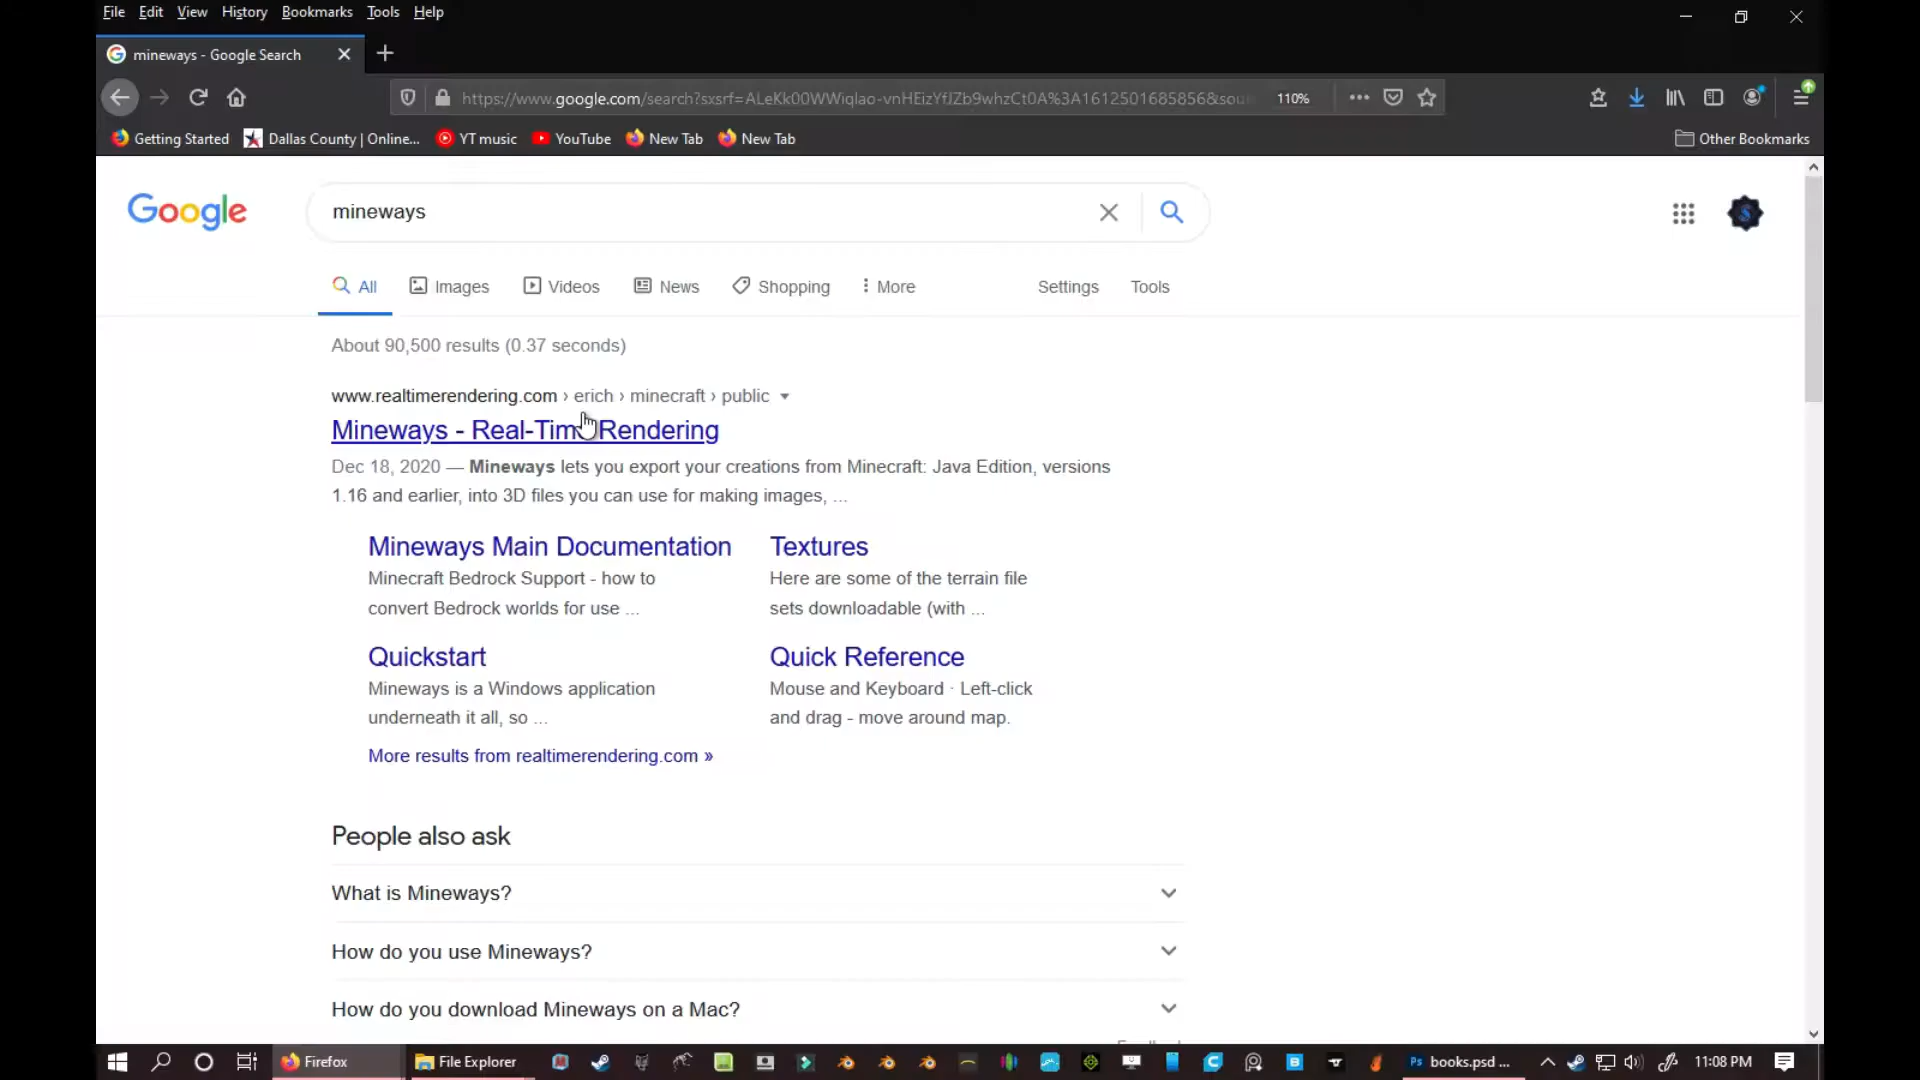 File Edit View History Bookmarks Tools Help
mineways - Google Search
https://www.google.com/search?sxsrf=ALeKk00WWiqlao-vnHEizYfJZb9whzCt0A%3A1612501685856&sou
110%
Getting Started Dallas County | Online... YT music YouTube New Tab New Tab Other Bookmarks
Google
mineways
All Images Videos News Shopping More Settings Tools
About 90,500 results (0.37 seconds)
www.realtimerendering.com › erich › minecraft › public
Mineways - Real-Time Rendering
Dec 18, 2020 — Mineways lets you export your creations from Minecraft: Java Edition, versions
1.16 and earlier, into 3D files you can use for making images, ...
Mineways Main Documentation
Minecraft Bedrock Support - how to
convert Bedrock worlds for use ...
Textures
Here are some of the terrain file
sets downloadable (with ...
Quickstart
Mineways is a Windows application
underneath it all, so ...
Quick Reference
Mouse and Keyboard · Left-click
and drag - move around map.
More results from realtimerendering.com »
People also ask
What is Mineways?
How do you use Mineways?
How do you download Mineways on a Mac?
Firefox File Explorer books.psd ... 11:08 PM